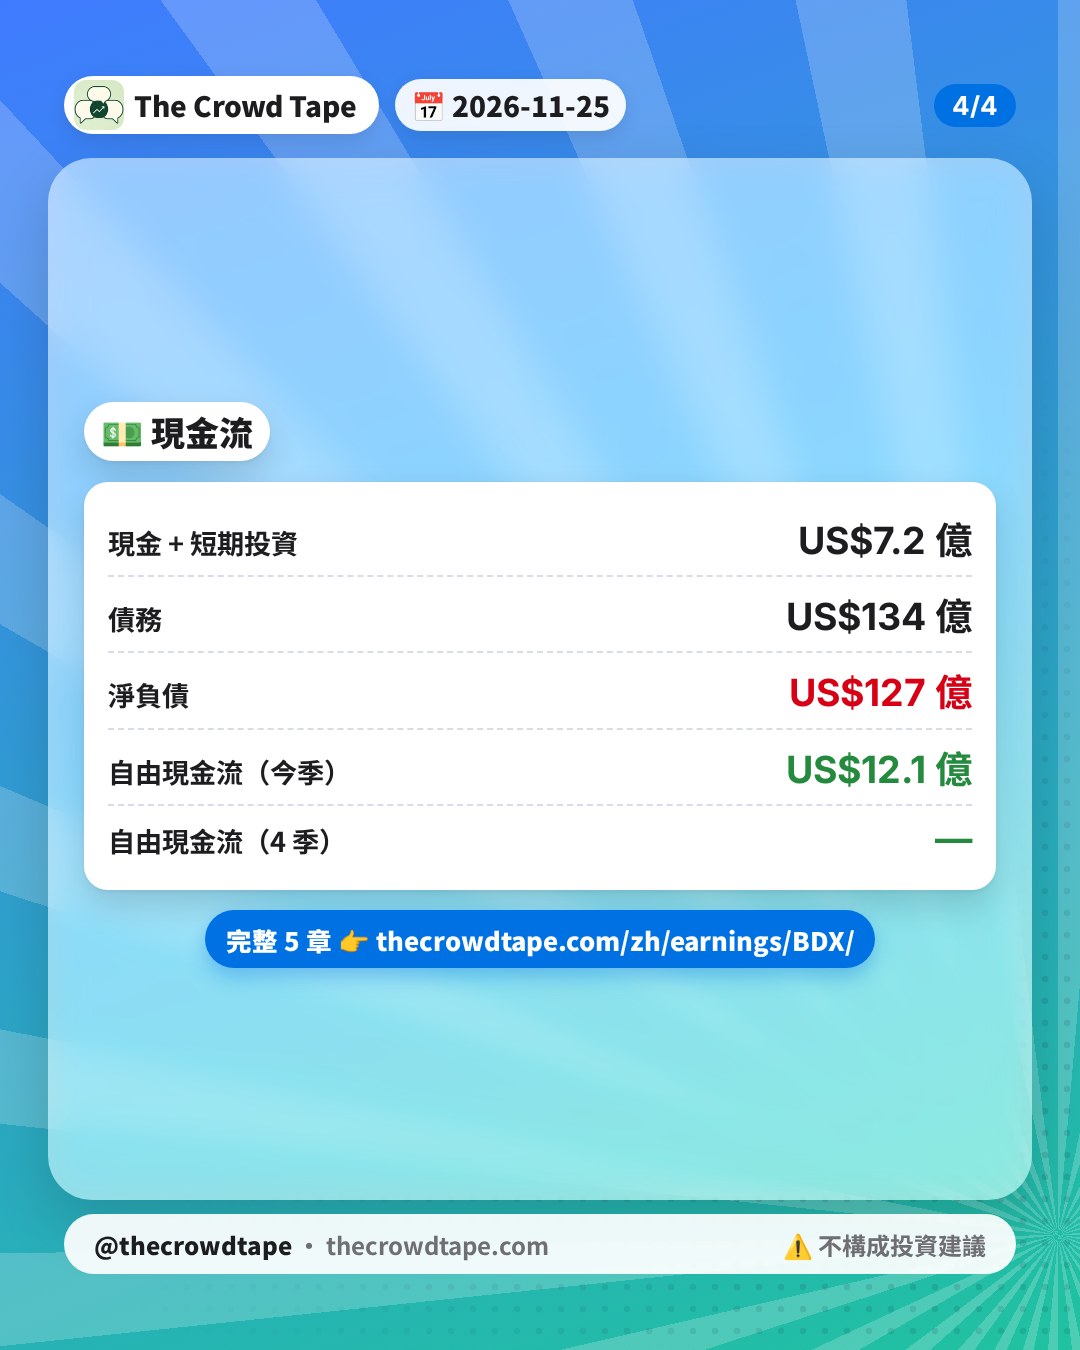 The Crowd Tape
July 17 2026-11-25
4/4
現金流
現金 + 短期投資 US$7.2 億
債務 US$134 億
淨負債 US$127 億
自由現金流（今季） US$12.1 億
自由現金流（4 季） —
完整 5 章 👉 thecrowdtape.com/zh/earnings/BDX/
@thecrowdtape • thecrowdtape.com
⚠️ 不構成投資建議